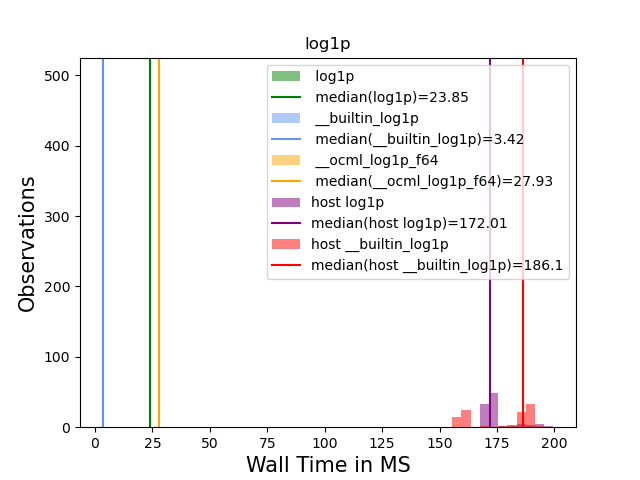 log1p
Observations
500
400
300
200
100
0
log1p
median(log1p)=23.85
__builtin_log1p
median(__builtin_log1p)=3.42
__ocml_log1p_f64
median(__ocml_log1p_f64)=27.93
host log1p
median(host log1p)=172.01
host __builtin_log1p
median(host __builtin_log1p)=186.1
0 25 50 75 100 125 150 175 200
Wall Time in MS